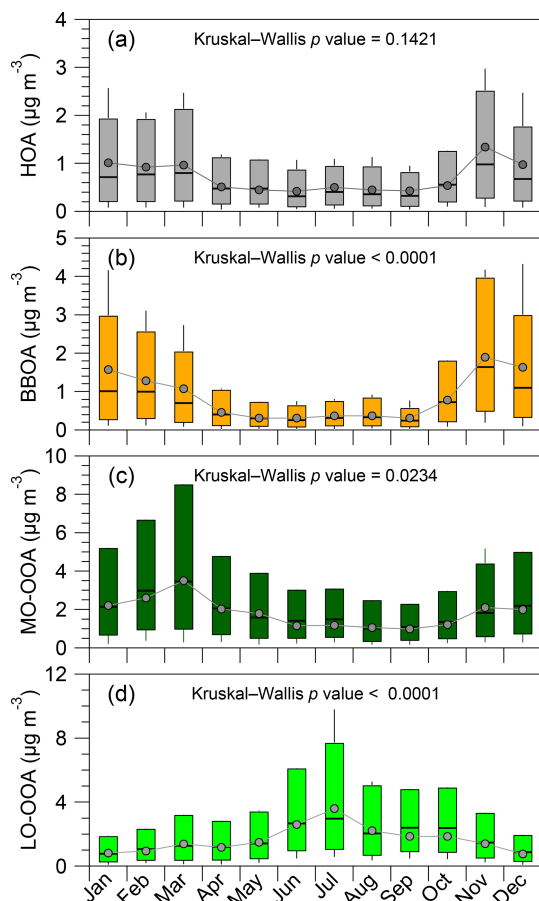 4
(a)
Kruskal–Wallis p value = 0.1421
3
2
1
0
HOA (µg m-3)
5
(b)
Kruskal–Wallis p value < 0.0001
4
3
2
1
0
BBOA (µg m-3)
10
(c)
Kruskal–Wallis p value = 0.0234
8
6
4
2
0
MO-OOA (µg m-3)
12
(d)
Kruskal–Wallis p value < 0.0001
8
4
0
LO-OOA (µg m-3)
Jan Feb Mar Apr May Jun Jul Aug Sep Oct Nov Dec